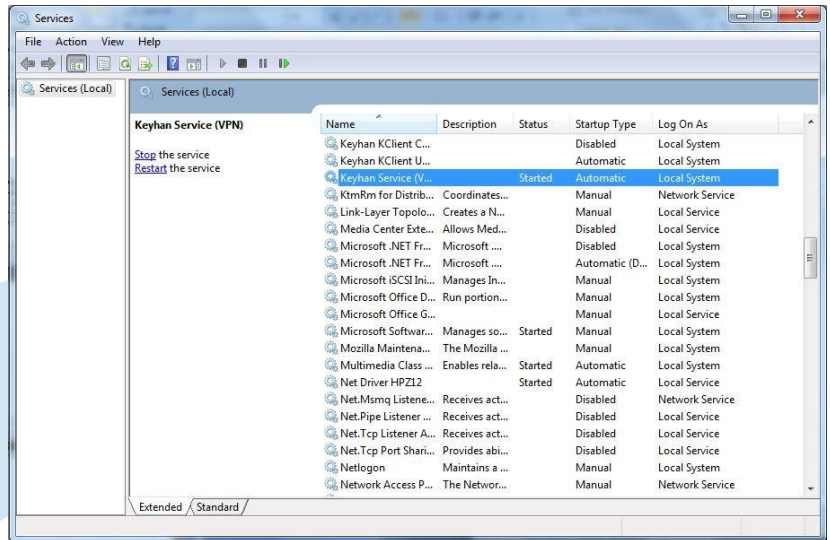 Services
File Action View Help
Services (Local)
Services (Local)
Keyhan Service (VPN)
Stop the service
Restart the service
Name Description Status Startup Type Log On As
Keyhan KClient C... Disabled Local System
Keyhan KClient U... Automatic Local System
Keyhan Service (V... Started Automatic Local System
KtmRm for Distrib... Coordinates... Manual Network Service
Link-Layer Topolo... Creates a N... Manual Local Service
Media Center Exte... Allows Med... Disabled Local Service
Microsoft .NET Fr... Microsoft .... Disabled Local System
Microsoft .NET Fr... Microsoft .... Automatic (D... Local System
Microsoft iSCSI Ini... Manages In... Manual Local System
Microsoft Office D... Run portion... Manual Local System
Microsoft Office G... Manual Local Service
Microsoft Softwar... Manages so... Started Manual Local System
Mozilla Maintena... The Mozilla ... Manual Local System
Multimedia Class ... Enables rela... Started Automatic Local System
Net Driver HPZ12 Started Automatic Local Service
Net.Msmq Listene... Receives act... Disabled Network Service
Net.Pipe Listener ... Receives act... Disabled Local Service
Net.Tcp Listener A... Receives act... Disabled Local Service
Net.Tcp Port Shari... Provides abi... Disabled Local Service
Netlogon Maintains a ... Manual Local System
Network Access P... The Networ... Manual Network Service
Extended Standard